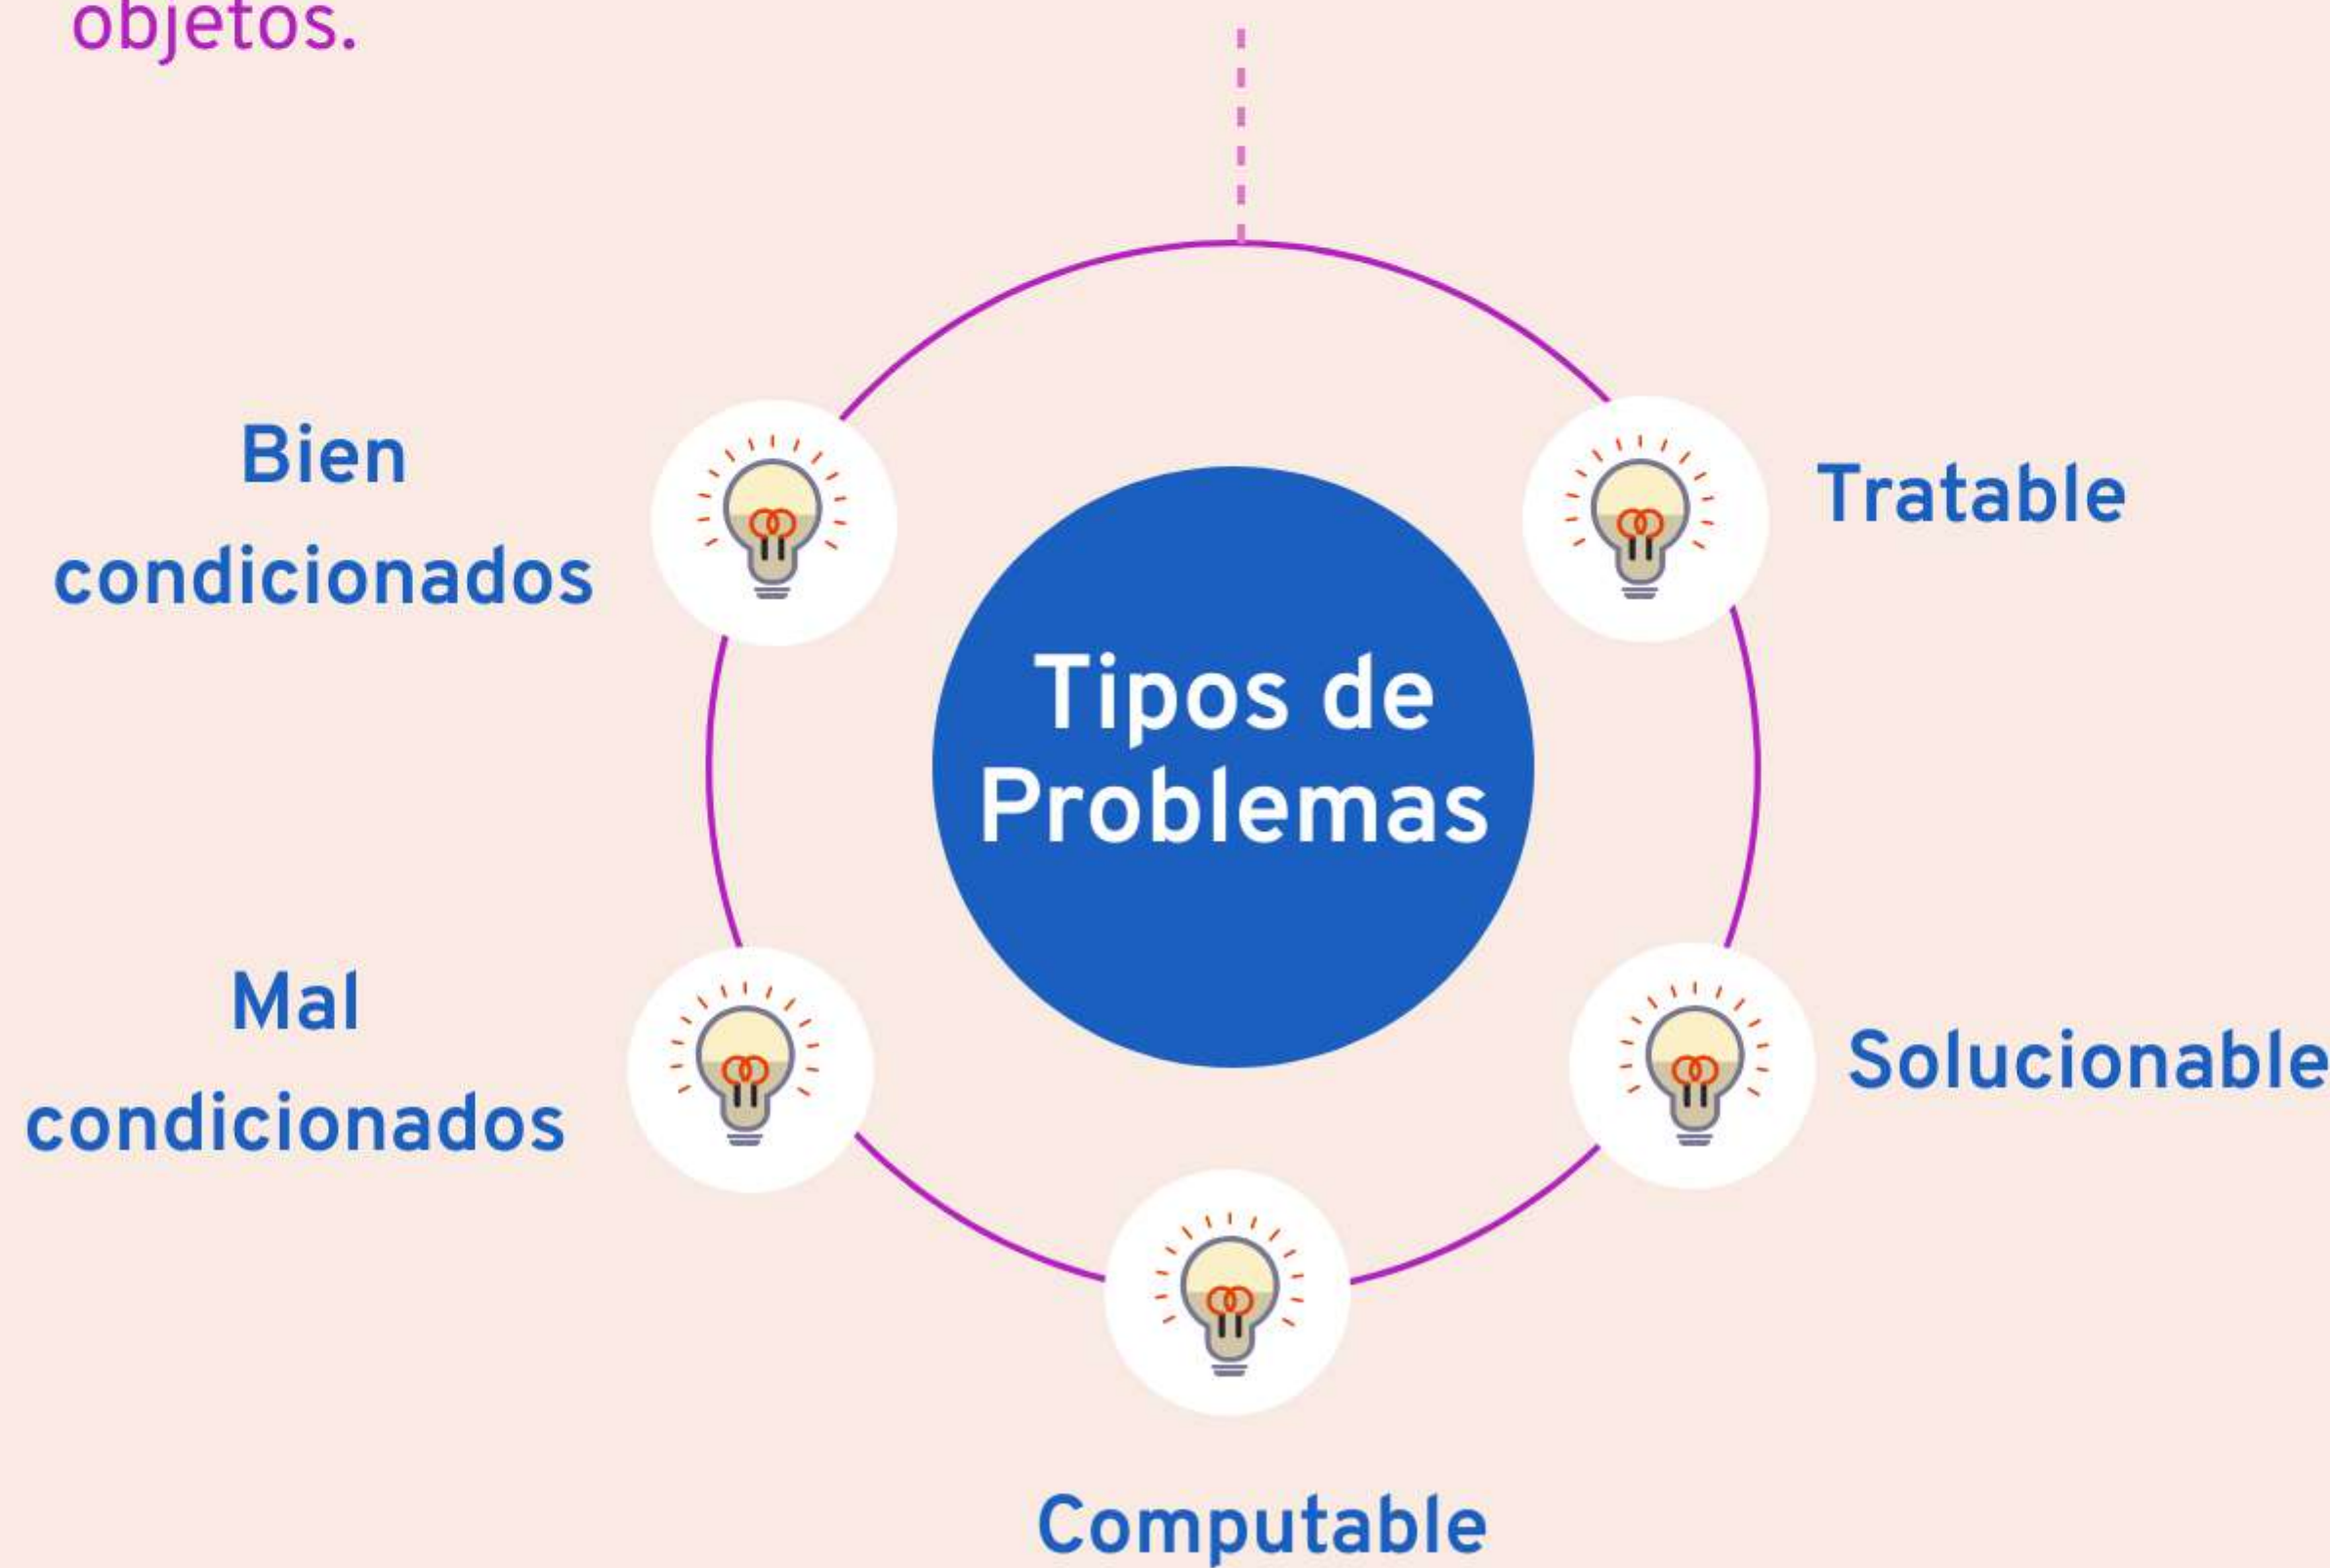 objetos.
Bien
condicionados
Tratable
Tipos de
Problemas
Mal
condicionados
Solucionable
Computable